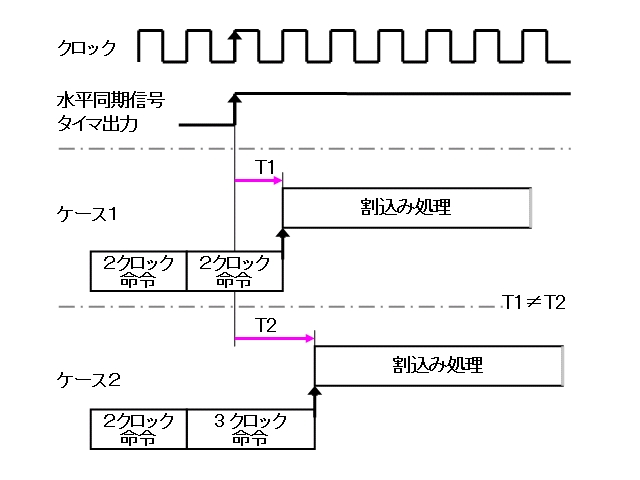 クロック
水平同期信号
タイマ出力
T1
割込み処理
ケース1
2クロック
命令
2クロック
命令
T1≠T2
T2
割込み処理
ケース2
2クロック
命令
3クロック
命令